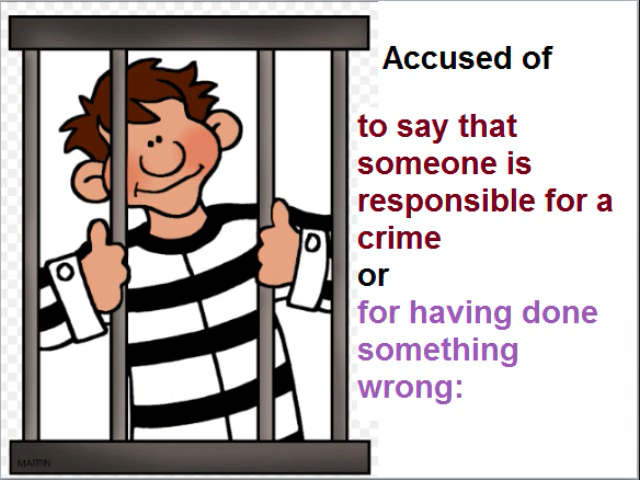 Accused of
to say that
someone is
responsible for a
crime
or
for having done
something
wrong:
MARTIN